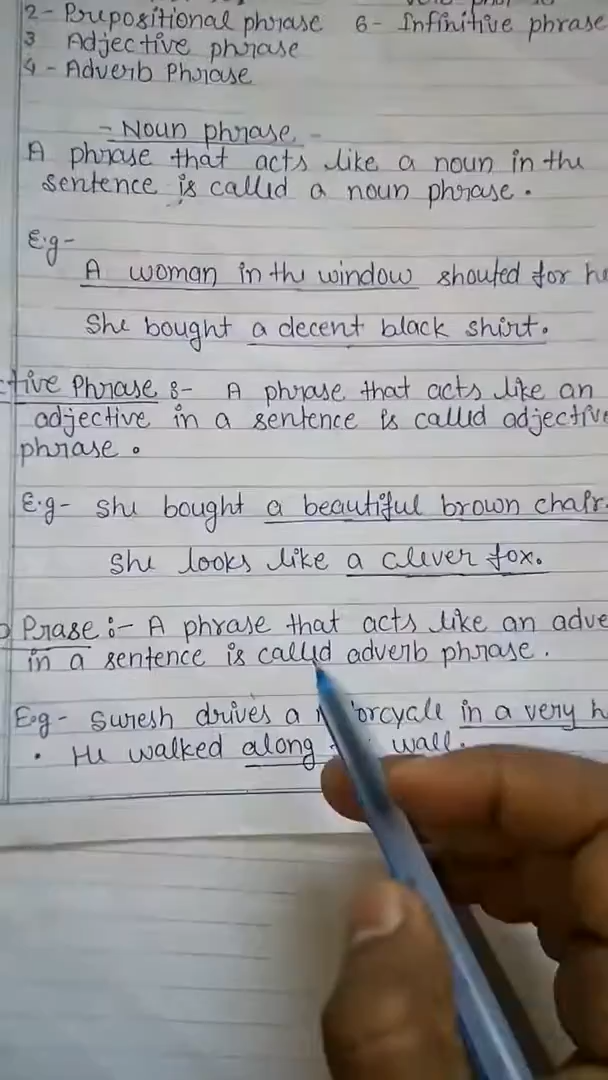 2- Prepositional phrase 6- Infinitive phrase
3 Adjective phrase
4- Adverb Phrase
- Noun phrase -
A phrase that acts like a noun in the
sentence is called a noun phrase.
E.g-
A woman in the window shouted for
She bought a decent black shirt.
ctive Phrase :- A phrase that acts like an
adjective in a sentence is called adjective
phrase.
E.g- She bought a beautiful brown chair.
She looks like a clever fox.
Prase :- A phrase that acts like an adve
in a sentence is called adverb phrase.
E.g- Suresh drives a in a very
. He walked along wall.